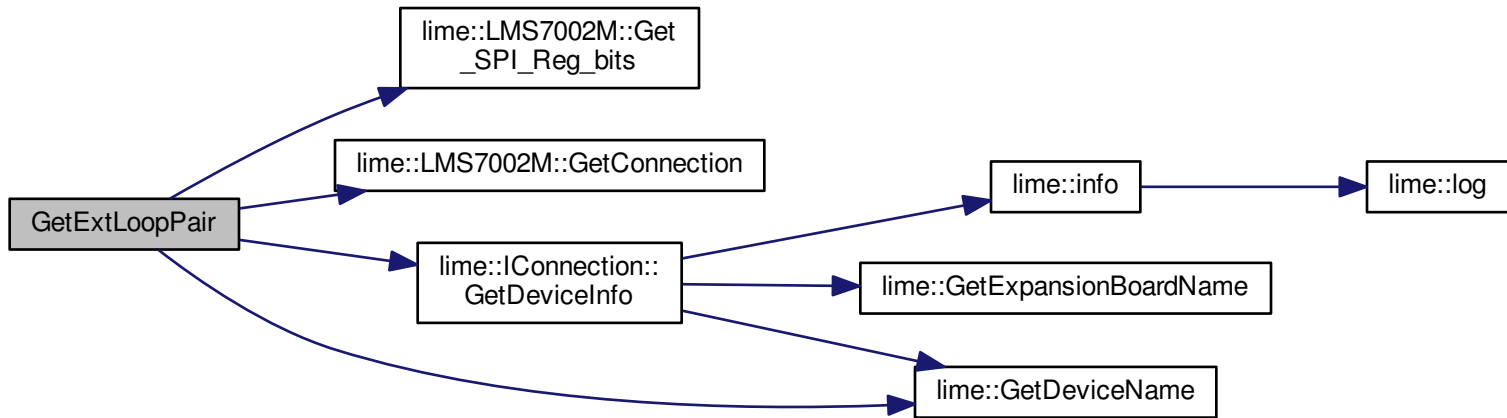 lime::LMS7002M::Get
_SPI_Reg_bits
lime::LMS7002M::GetConnection
lime::info
lime::log
GetExtLoopPair
lime::IConnection::
GetDeviceInfo
lime::GetExpansionBoardName
lime::GetDeviceName